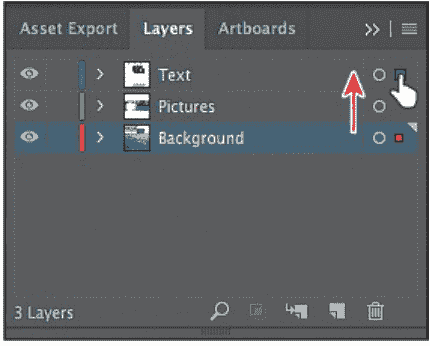 Asset Export Layers Artboards
Text
Pictures
Background
3 Layers